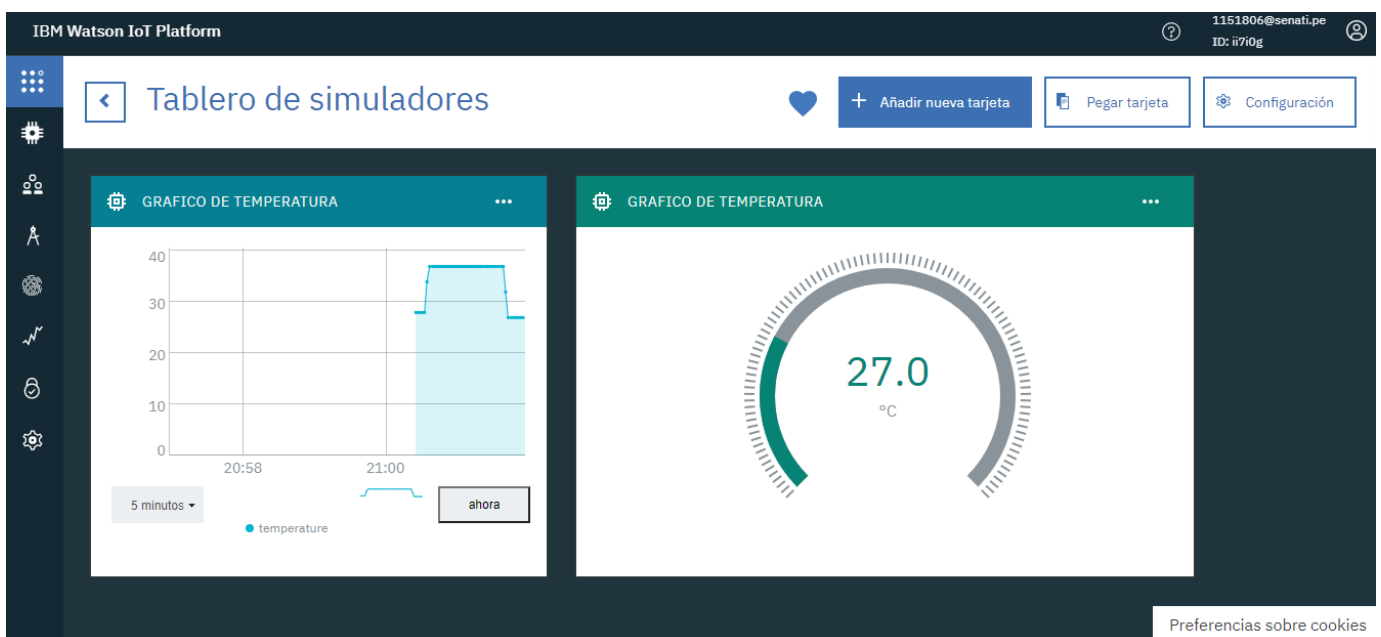 IBM Watson IoT Platform
1151806@senati.pe
ID: ii7i0g
Tablero de simuladores
+ Añadir nueva tarjeta
Pegar tarjeta
Configuración
GRAFICO DE TEMPERATURA
40
30
20
10
0
20:58
21:00
5 minutos
ahora
temperature
GRAFICO DE TEMPERATURA
27.0
°C
Preferencias sobre cookies